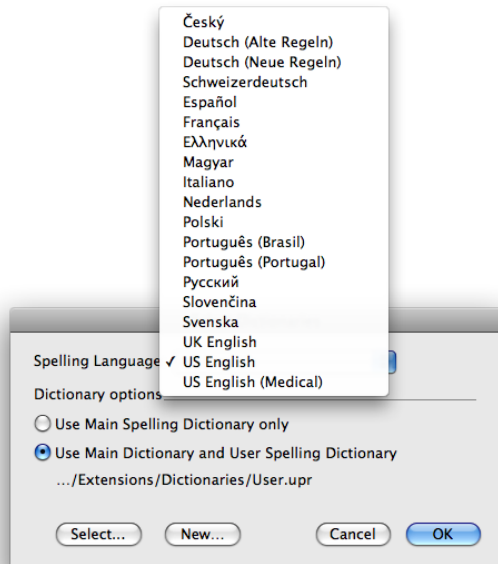 Český
Deutsch (Alte Regeln)
Deutsch (Neue Regeln)
Schweizerdeutsch
Español
Français
Ελληνικά
Magyar
Italiano
Nederlands
Polski
Português (Brasil)
Português (Portugal)
Русский
Slovenčina
Svenska
UK English
Spelling Language ✓ US English
US English (Medical)
Dictionary options
Use Main Spelling Dictionary only
Use Main Dictionary and User Spelling Dictionary
.../Extensions/Dictionaries/User.upr
Select... New... Cancel OK